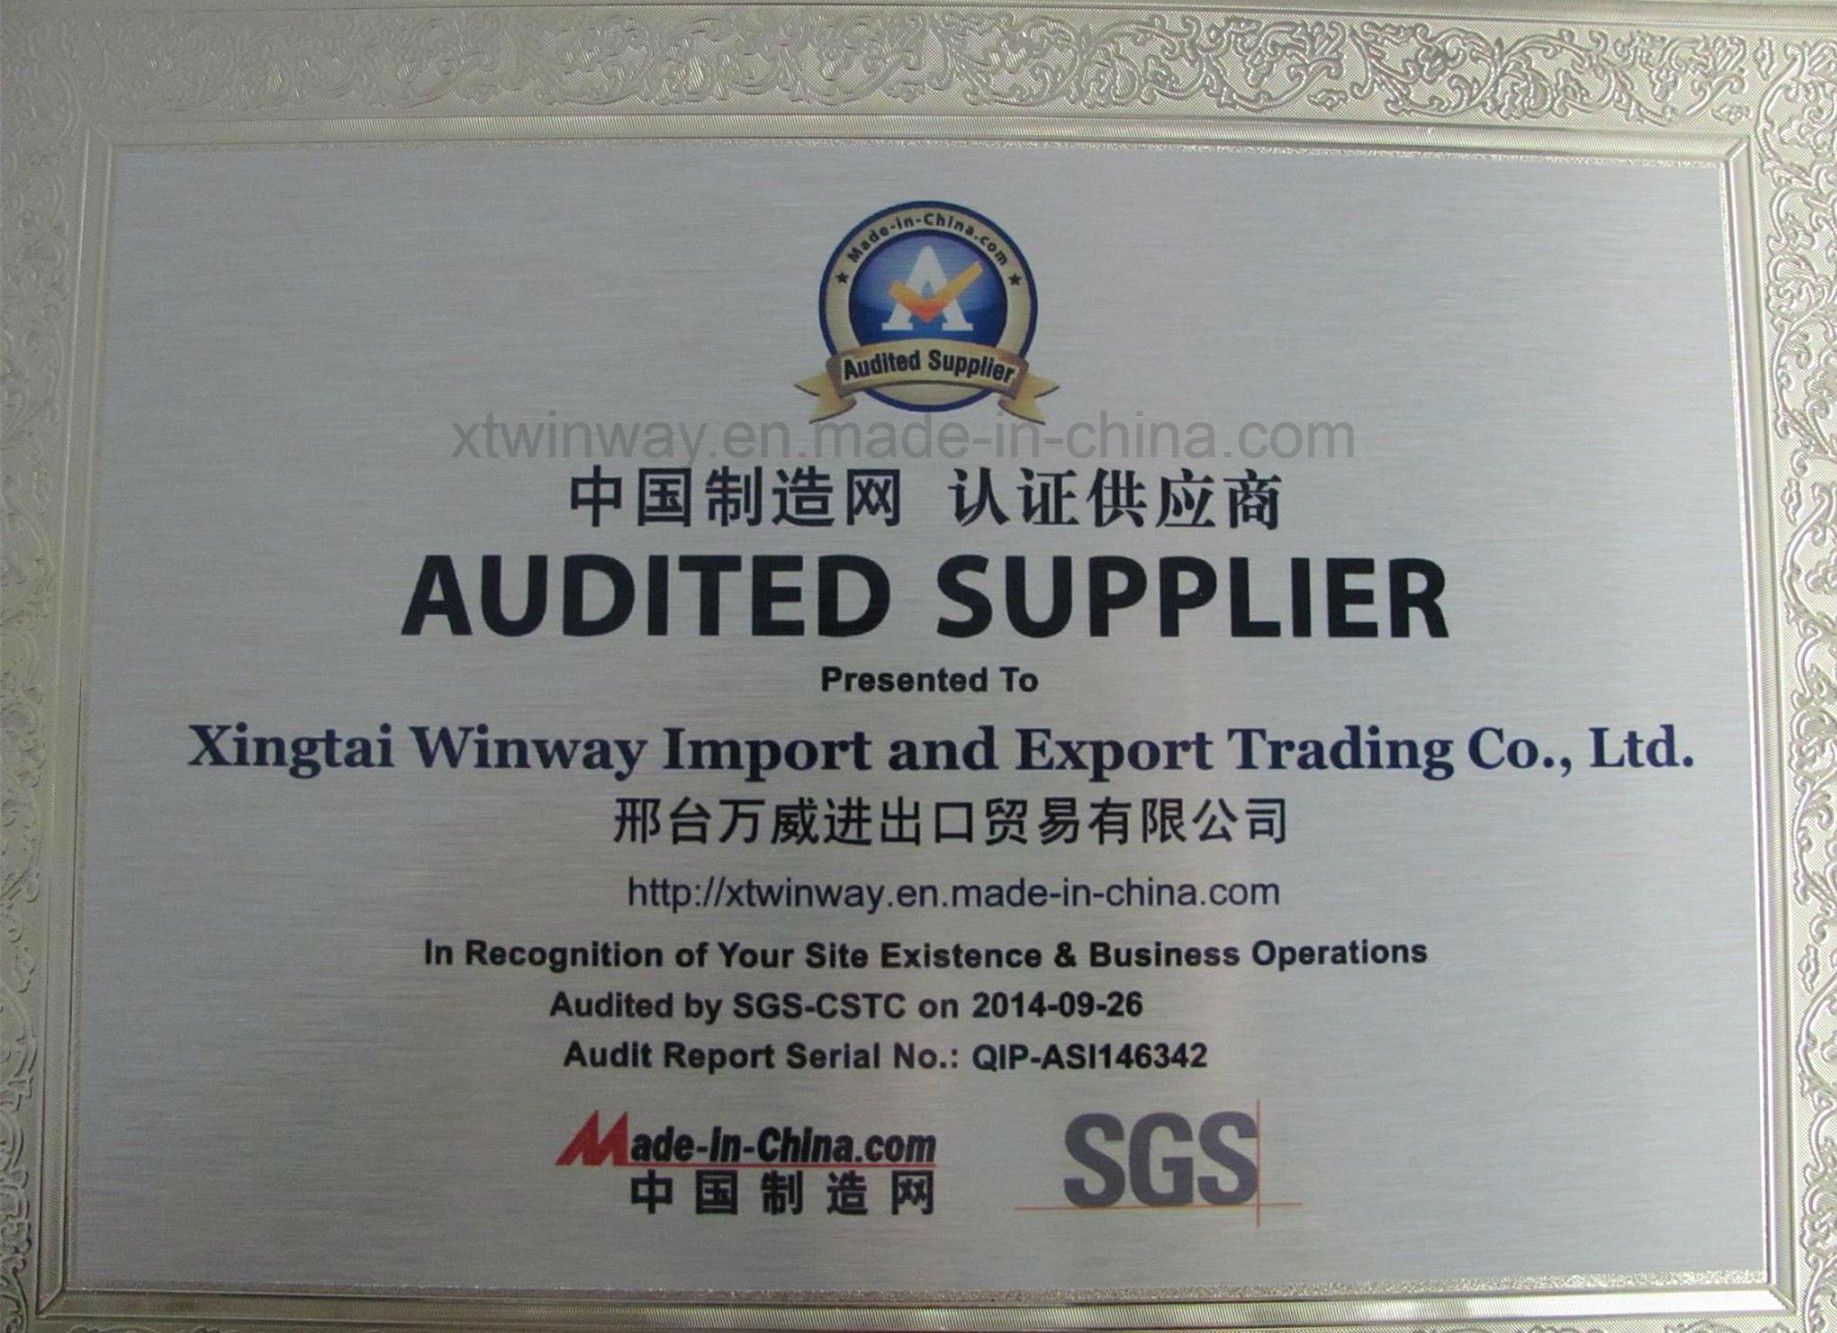 Made-in-China.com
A
Audited Supplier
xtwinway.en.made-in-china.com
中国制造网 认证供应商
AUDITED SUPPLIER
Presented To
Xingtai Winway Import and Export Trading Co., Ltd.
邢台万威进出口贸易有限公司
http://xtwinway.en.made-in-china.com
In Recognition of Your Site Existence & Business Operations
Audited by SGS-CSTC on 2014-09-26
Audit Report Serial No.: QIP-ASI146342
Made-in-China.com
中国制造网
SGS